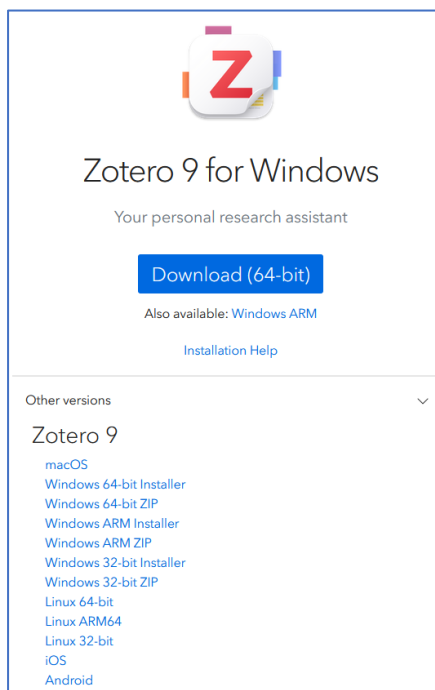 Z
Zotero 9 for Windows
Your personal research assistant
Download (64-bit)
Also available: Windows ARM
Installation Help
Other versions
Zotero 9
macOS
Windows 64-bit Installer
Windows 64-bit ZIP
Windows ARM Installer
Windows ARM ZIP
Windows 32-bit Installer
Windows 32-bit ZIP
Linux 64-bit
Linux ARM64
Linux 32-bit
iOS
Android